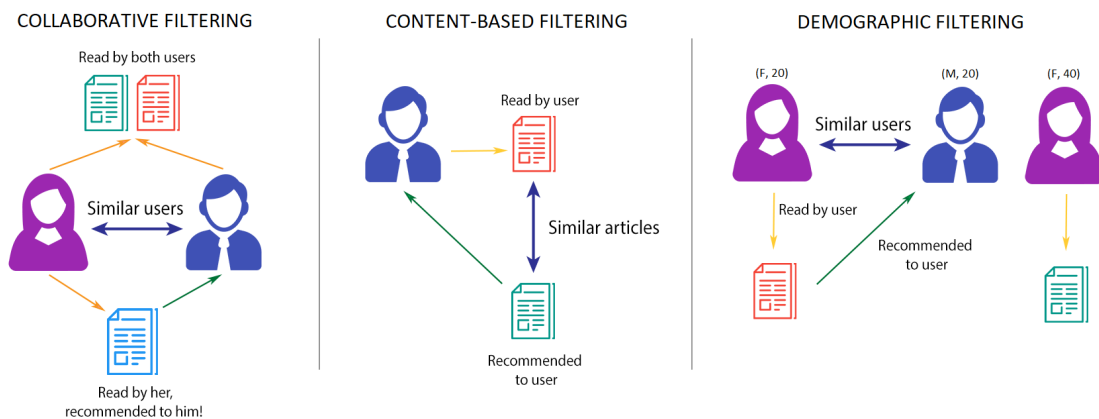 COLLABORATIVE FILTERING
Read by both users
Similar users
Read by her,
recommended to him!
CONTENT-BASED FILTERING
Read by user
Similar articles
Recommended
to user
DEMOGRAPHIC FILTERING
(F, 20)
(M, 20)
(F, 40)
Similar users
Read by user
Recommended
to user